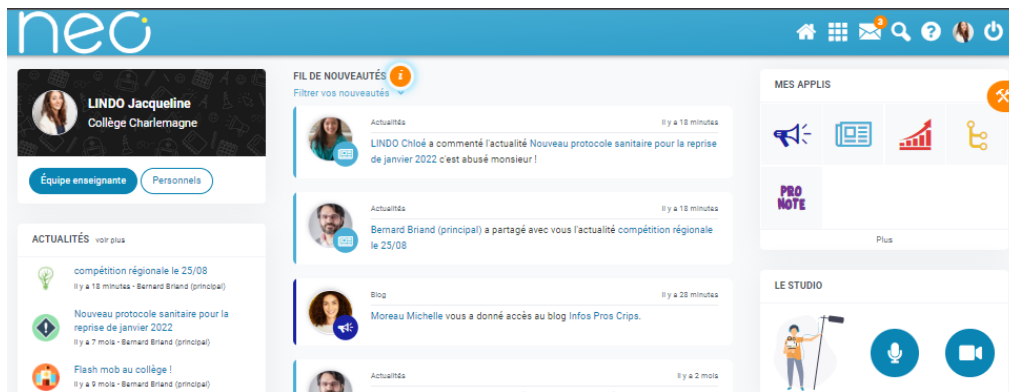 neo
3
LINDO Jacqueline
Collège Charlemagne
Équipe enseignante
Personnels
ACTUALITÉS voir plus
compétition régionale le 25/08
Il y a 18 minutes - Bernard Briand (principal)
Nouveau protocole sanitaire pour la
reprise de janvier 2022
Il y a 7 mois - Bernard Briand (principal)
Flash mob au collège !
Il y a 9 mois - Bernard Briand (principal)
FIL DE NOUVEAUTÉS i
Filtrer vos nouveautés
Actualités Il y a 18 minutes
LINDO Chloé a commenté l'actualité Nouveau protocole sanitaire pour la reprise
de janvier 2022 c'est abusé monsieur !
Actualités Il y a 18 minutes
Bernard Briand (principal) a partagé avec vous l'actualité compétition régionale
le 25/08
Blog Il y a 28 minutes
Moreau Michelle vous a donné accès au blog Infos Pros Crips.
Actualités Il y a 2 mois
MES APPLIS
PRO
NOTE
Plus
LE STUDIO